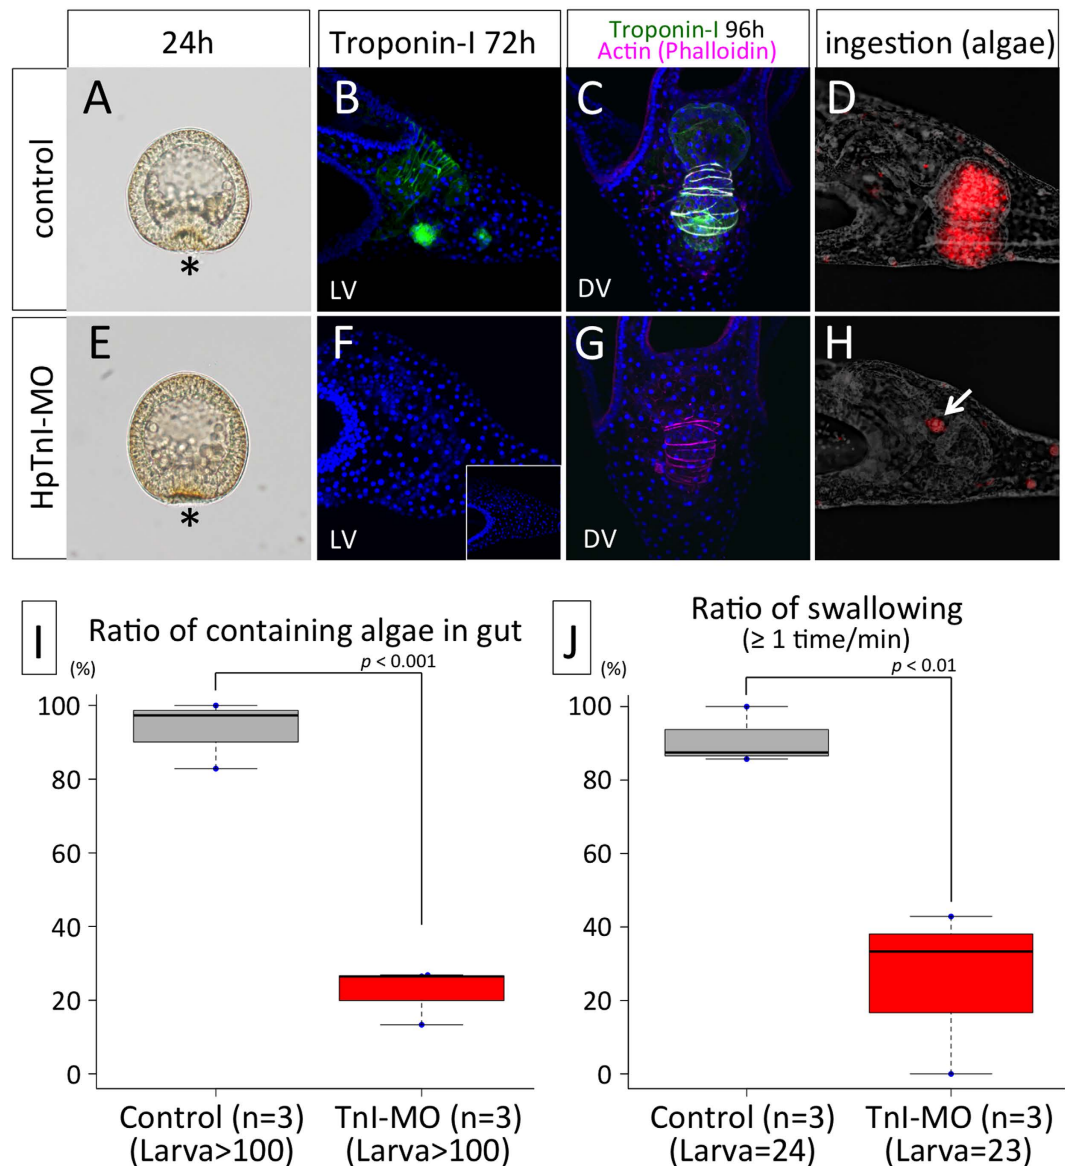 24h
Troponin-I 72h
Troponin-I 96h
Actin (Phalloidin)
ingestion (algae)
control
A
*
B
LV
C
DV
D
HpTnI-MO
E
*
F
LV
G
DV
H
I
Ratio of containing algae in gut
(%)
p < 0.001
100
80
60
40
20
0
Control (n=3)
(Larva>100)
TnI-MO (n=3)
(Larva>100)
J
Ratio of swallowing
(≥ 1 time/min)
(%)
p < 0.01
100
80
60
40
20
0
Control (n=3)
(Larva=24)
TnI-MO (n=3)
(Larva=23)